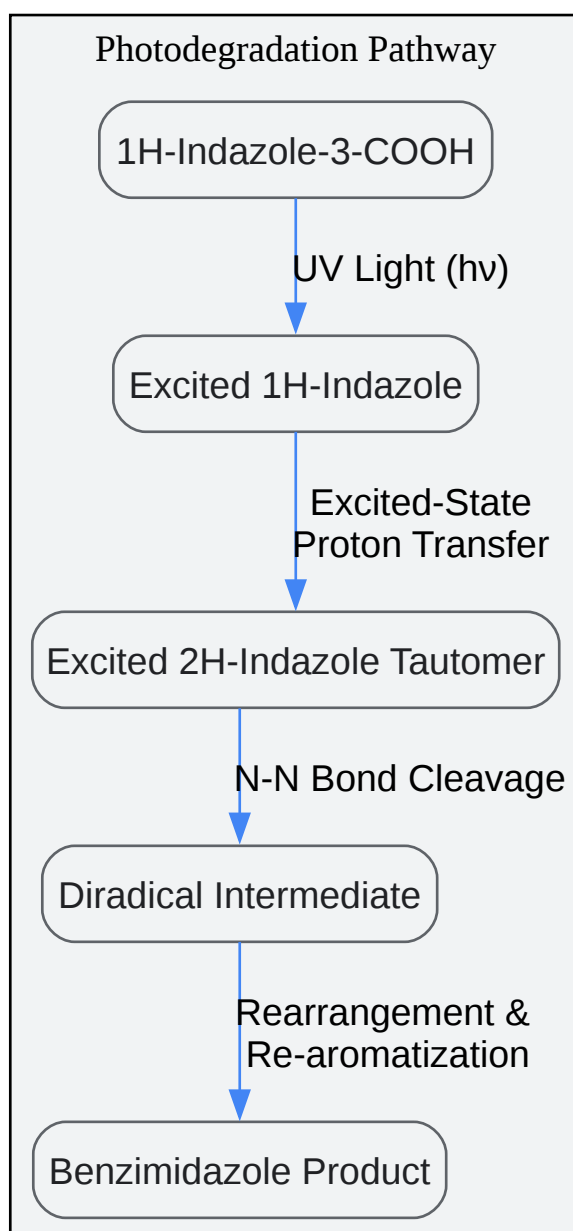 Photodegradation Pathway
1H-Indazole-3-COOH
UV Light (hν)
Excited 1H-Indazole
Excited-State
Proton Transfer
Excited 2H-Indazole Tautomer
N-N Bond Cleavage
Diradical Intermediate
Rearrangement &
Re-aromatization
Benzimidazole Product